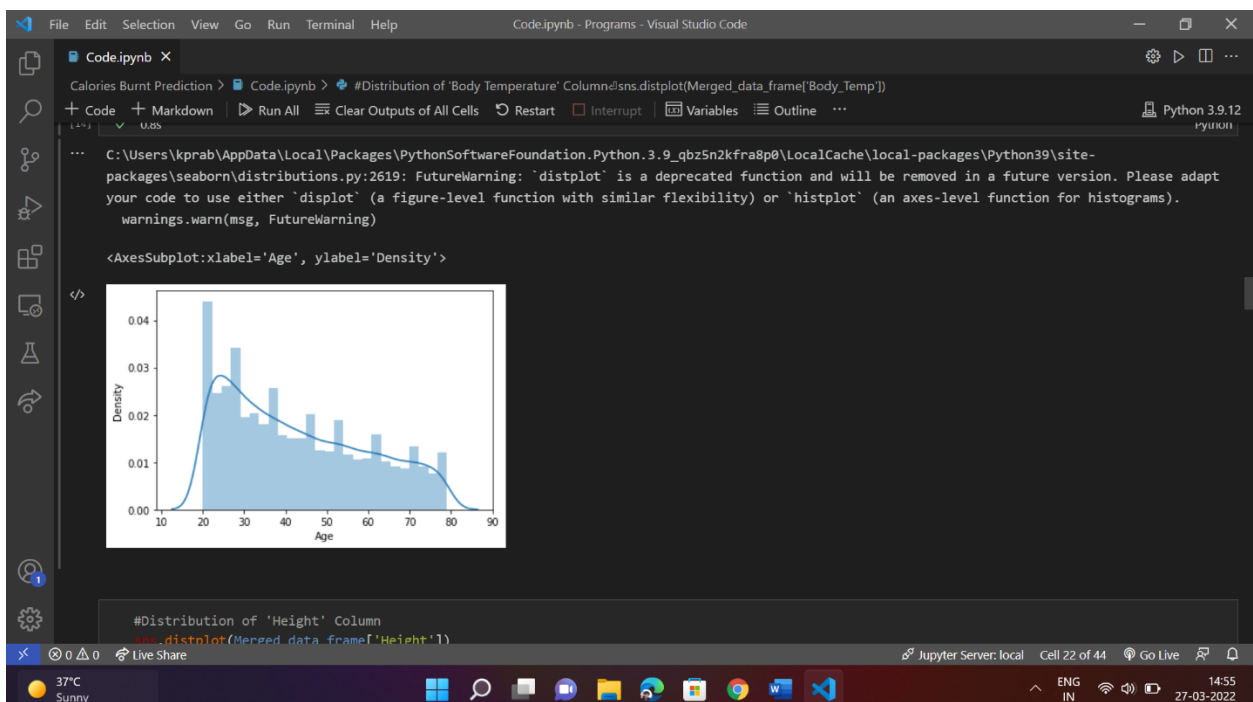 File Edit Selection View Go Run Terminal Help Code.ipynb - Programs - Visual Studio Code
Code.ipynb
Calories Burnt Prediction > Code.ipynb > #Distribution of 'Body Temperature' Column⏎sns.distplot(Merged_data_frame['Body_Temp'])
+ Code + Markdown Run All Clear Outputs of All Cells Restart Interrupt Variables Outline ... Python 3.9.12
[14] 0.8s Python
... C:\Users\kprab\AppData\Local\Packages\PythonSoftwareFoundation.Python.3.9_qbz5n2kfra8p0\LocalCache\local-packages\Python39\site-
packages\seaborn\distributions.py:2619: FutureWarning: `distplot` is a deprecated function and will be removed in a future version. Please adapt
your code to use either `displot` (a figure-level function with similar flexibility) or `histplot` (an axes-level function for histograms).
warnings.warn(msg, FutureWarning)
<AxesSubplot:xlabel='Age', ylabel='Density'>
</>
0.04
0.03
0.02
0.01
0.00
Density
10 20 30 40 50 60 70 80 90
Age
#Distribution of 'Height' Column
sns.distplot(Merged_data_frame['Height'])
0 0 Live Share Jupyter Server: local Cell 22 of 44 Go Live
1
37°C
Sunny
ENG
IN
14:55
27-03-2022